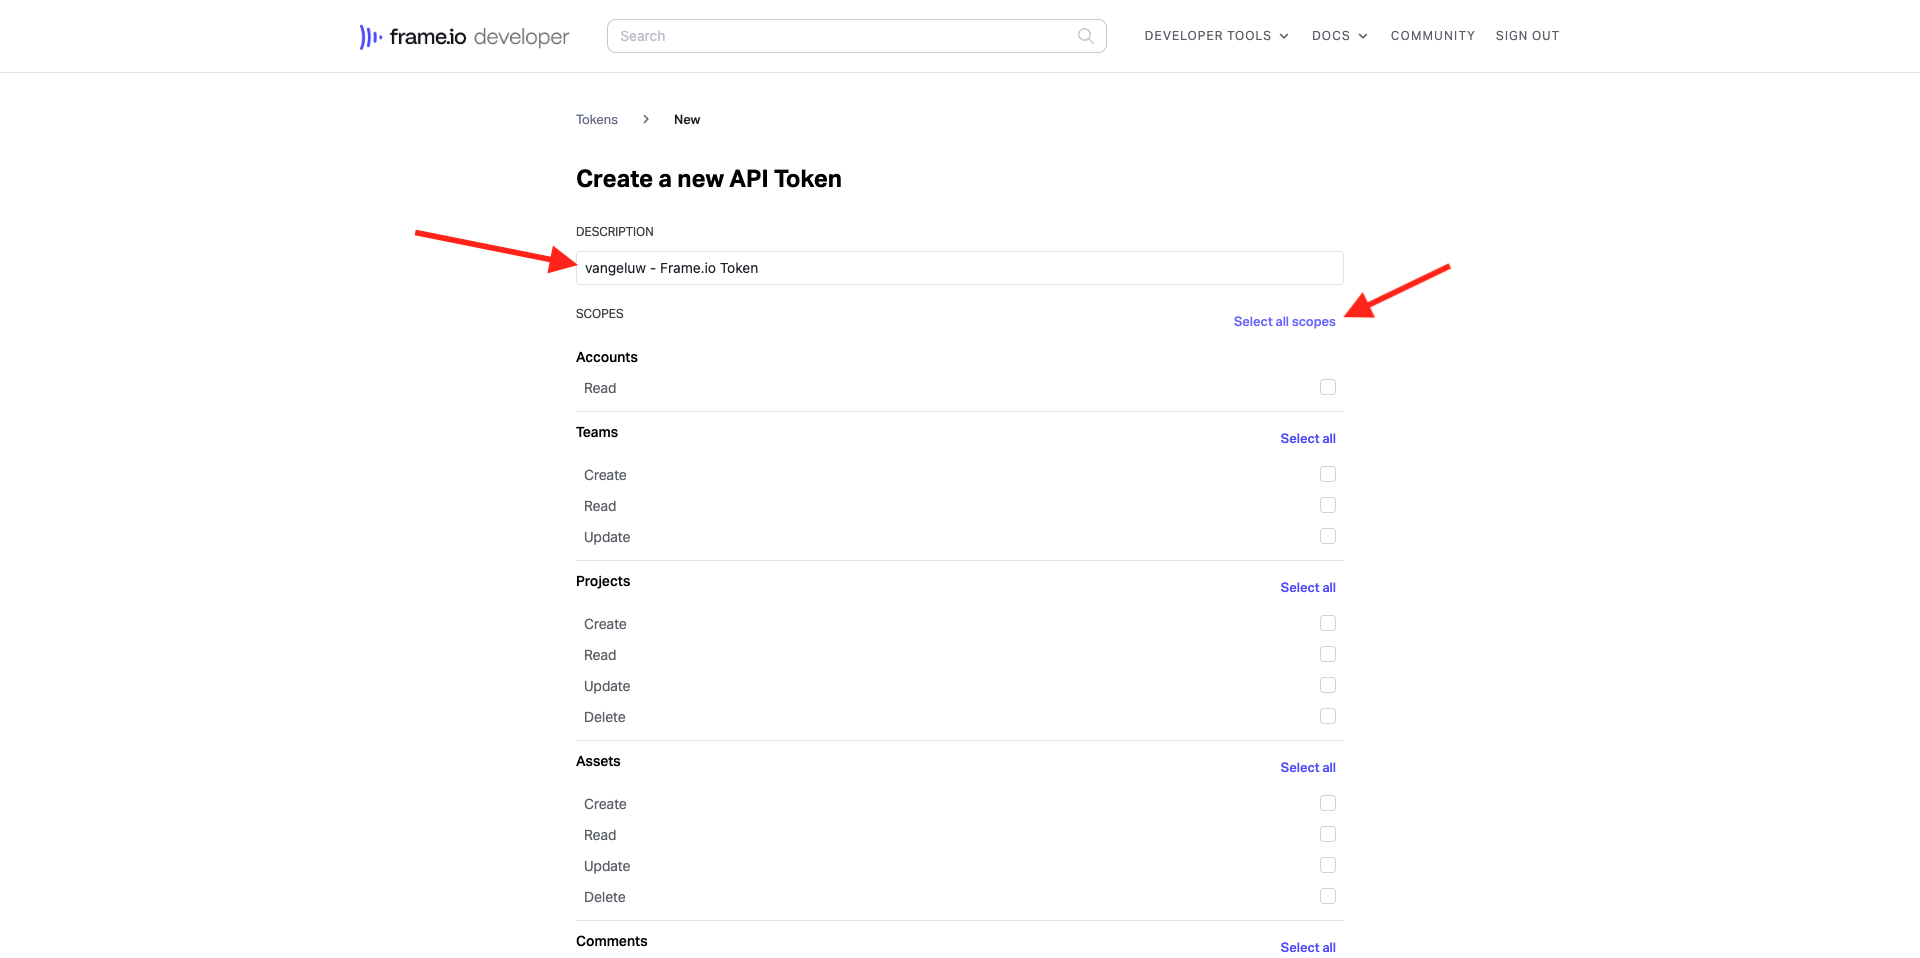 frame.io developer
Search
DEVELOPER TOOLS DOCS COMMUNITY SIGN OUT
Tokens New
Create a new API Token
DESCRIPTION
vangeluw - Frame.io Token
SCOPES
Select all scopes
Accounts
Read
Teams
Select all
Create
Read
Update
Projects
Select all
Create
Read
Update
Delete
Assets
Select all
Create
Read
Update
Delete
Comments
Select all